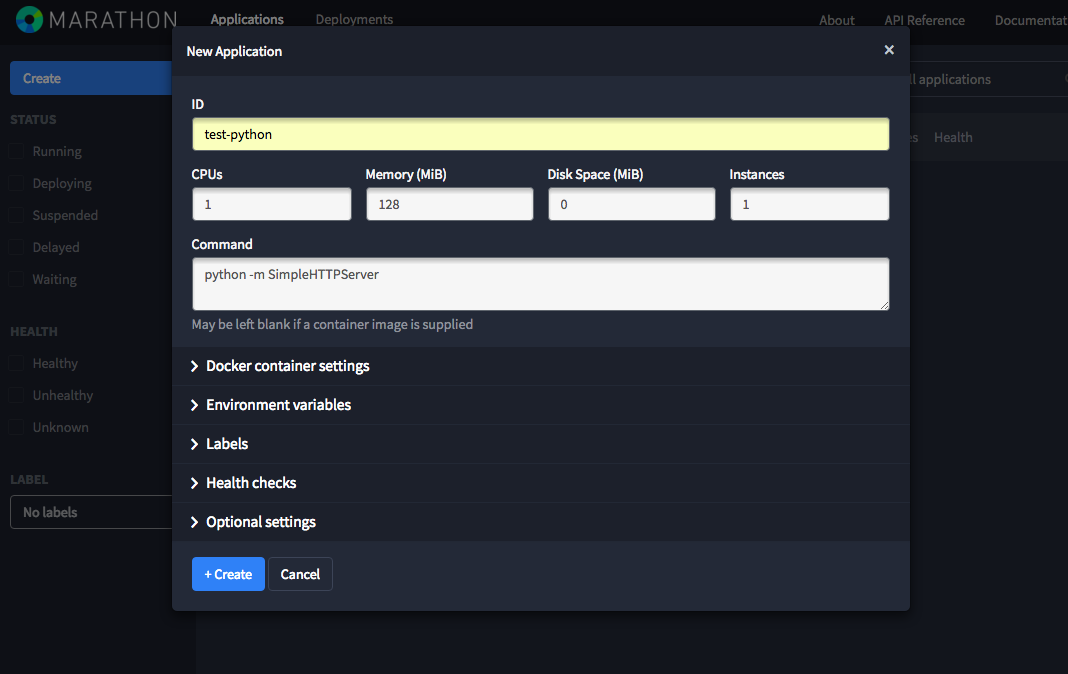 MARATHON Applications Deployments About API Reference Documentat
New Application ×
Create
ll applications
STATUS
Running
Deploying
Suspended
Delayed
Waiting
HEALTH
Healthy
Unhealthy
Unknown
LABEL
No labels
es Health
ID
test-python
CPUs Memory (MiB) Disk Space (MiB) Instances
1 128 0 1
Command
python -m SimpleHTTPServer
May be left blank if a container image is supplied
Docker container settings
Environment variables
Labels
Health checks
Optional settings
+ Create Cancel